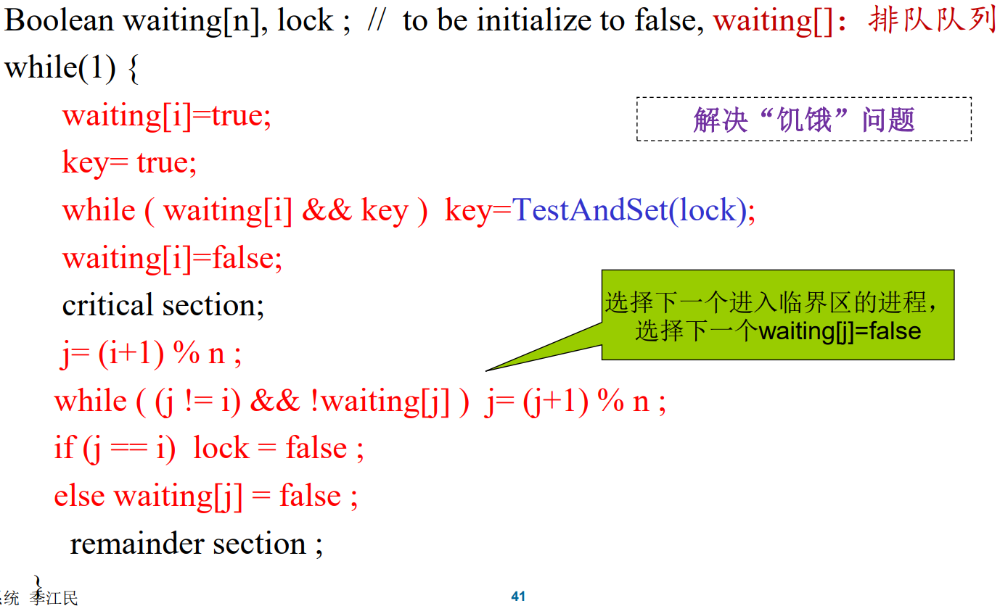 Boolean waiting[n], lock ; // to be initialize to false, waiting[]：排队队列
while(1) {
waiting[i]=true;
解决“饥饿”问题
key= true;
while ( waiting[i] && key ) key=TestAndSet(lock);
waiting[i]=false;
critical section;
选择下一个进入临界区的进程，
选择下一个waiting[j]=false
j= (i+1) % n ;
while ( (j != i) && !waiting[j] ) j= (j+1) % n ;
if (j == i) lock = false ;
else waiting[j] = false ;
remainder section ;
}
统 李江民
41